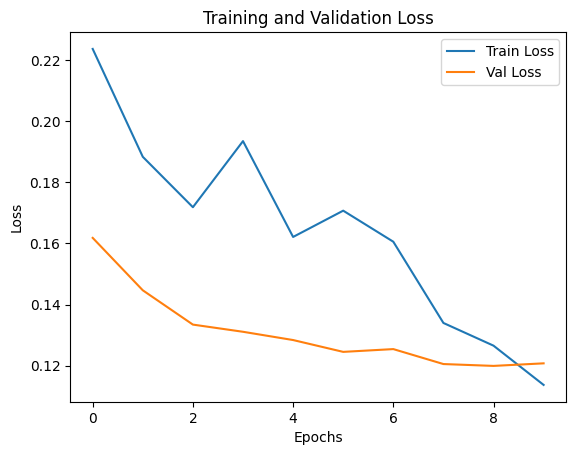 Training and Validation Loss
Train Loss
Val Loss
Loss
0.22
0.20
0.18
0.16
0.14
0.12
0
2
4
6
8
Epochs